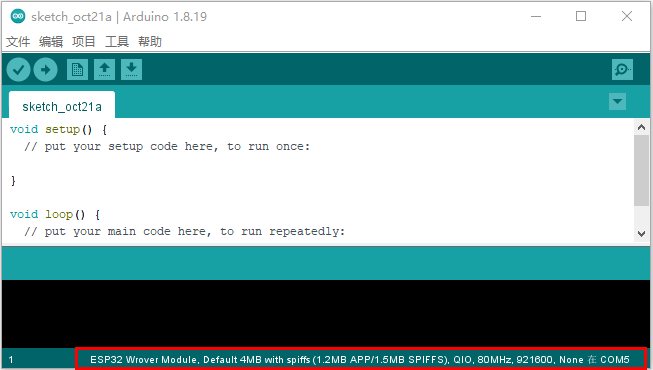 sketch_oct21a | Arduino 1.8.19
文件 编辑 项目 工具 帮助
sketch_oct21a
void setup() {
  // put your setup code here, to run once:
}
void loop() {
  // put your main code here, to run repeatedly:
1 ESP32 Wrover Module, Default 4MB with spiffs (1.2MB APP/1.5MB SPIFFS), QIO, 80MHz, 921600, None 在 COM5